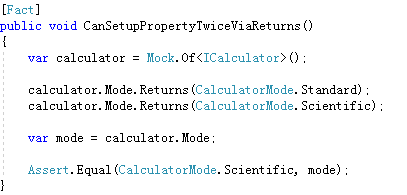 [Fact]
public void CanSetupPropertyTwiceViaReturns()
{
    var calculator = Mock.Of<ICalculator>();
    calculator.Mode.Returns(CalculatorMode.Standard);
    calculator.Mode.Returns(CalculatorMode.Scientific);
    var mode = calculator.Mode;
    Assert.Equal(CalculatorMode.Scientific, mode);
}